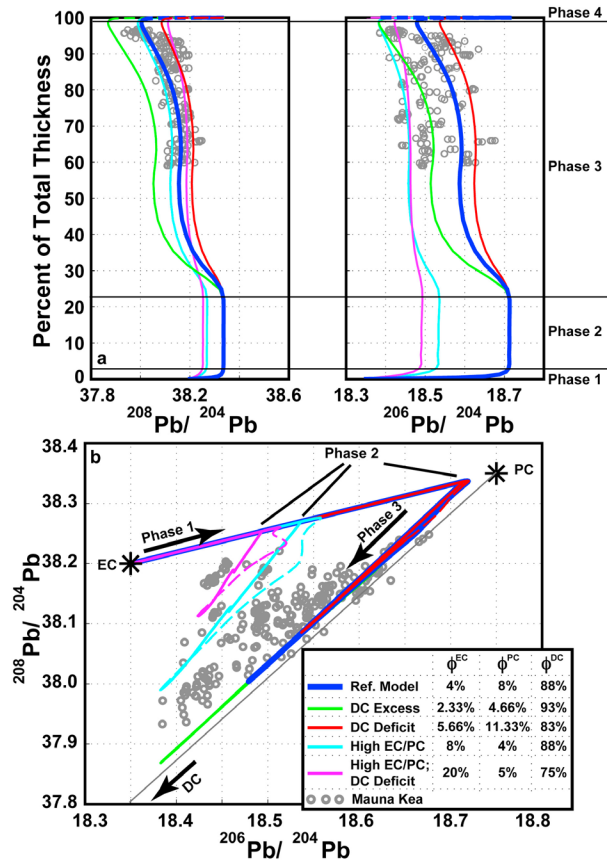 Phase 4
100
90
80
70
60
50
40
30
20
10
0
Percent of Total Thickness
a
Phase 3
Phase 2
Phase 1
37.8 38.2 38.6
18.5 18.7
208Pb/ 204Pb
206Pb/ 204Pb
38.4
38.3
38.2
38.1
38.0
37.9
37.8
208Pb/ 204Pb
b
Phase 2
PC
Phase 1
EC
Phase 3
DC
ϕEC ϕPC ϕDC
Ref. Model 4% 8% 88%
DC Excess 2.33% 4.66% 93%
DC Deficit 5.66% 11.33% 83%
High EC/PC 8% 4% 88%
High EC/PC;
DC Deficit 20% 5% 75%
Mauna Kea
18.3 18.4 18.5 18.6 18.7 18.8
206Pb/ 204Pb